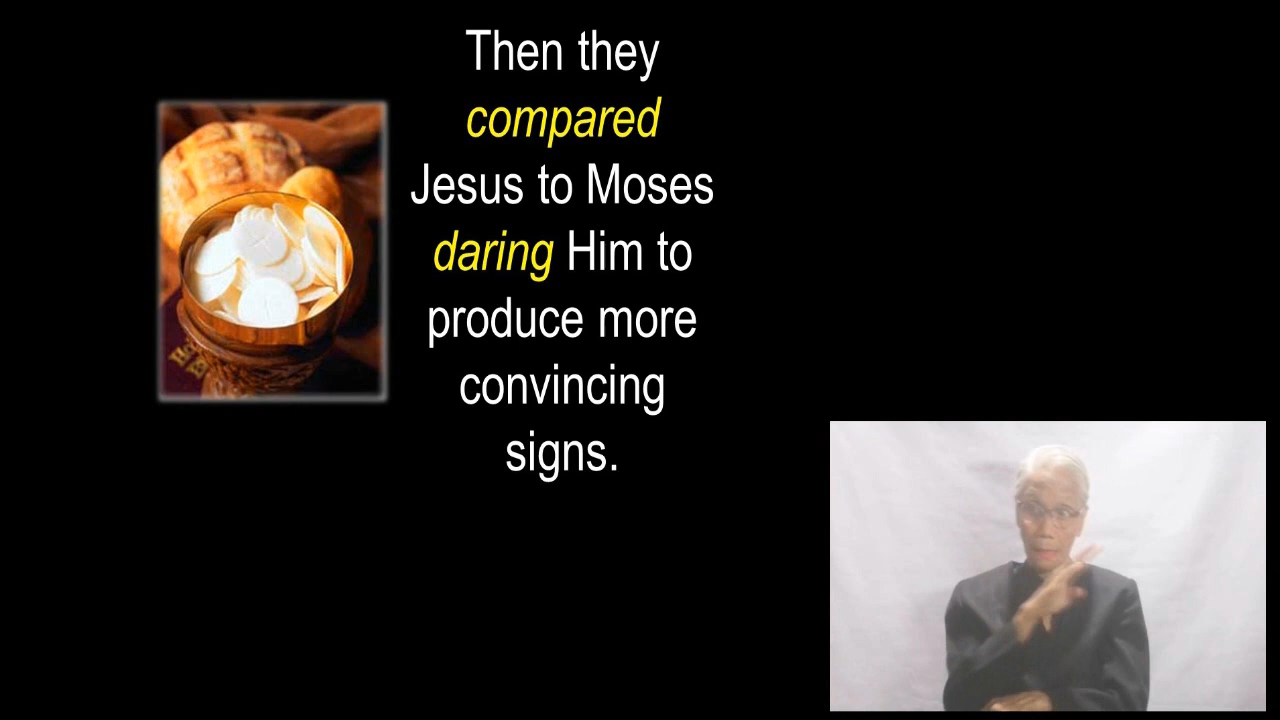 Then they
compared
Jesus to Moses
daring Him to
produce more
convincing
signs.